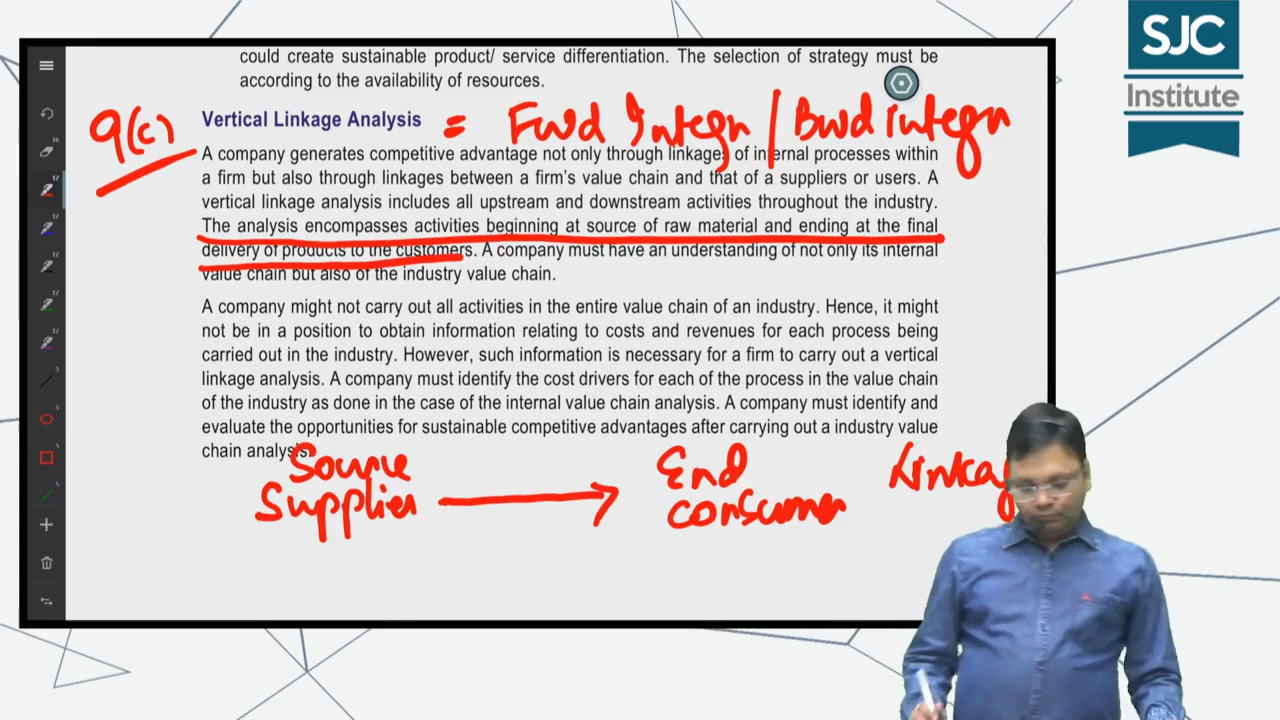 could create sustainable product/ service differentiation. The selection of strategy must be
according to the availability of resources.
9(c)
Vertical Linkage Analysis = Fwd Integn / Bwd integn
A company generates competitive advantage not only through linkages of internal processes within
a firm but also through linkages between a firm's value chain and that of a suppliers or users. A
vertical linkage analysis includes all upstream and downstream activities throughout the industry.
The analysis encompasses activities beginning at source of raw material and ending at the final
delivery of products to the customers. A company must have an understanding of not only its internal
value chain but also of the industry value chain.
A company might not carry out all activities in the entire value chain of an industry. Hence, it might
not be in a position to obtain information relating to costs and revenues for each process being
carried out in the industry. However, such information is necessary for a firm to carry out a vertical
linkage analysis. A company must identify the cost drivers for each of the process in the value chain
of the industry as done in the case of the internal value chain analysis. A company must identify and
evaluate the opportunities for sustainable competitive advantages after carrying out a industry value
chain analysis.
Source End
Supplier consumer
SJC
Institute